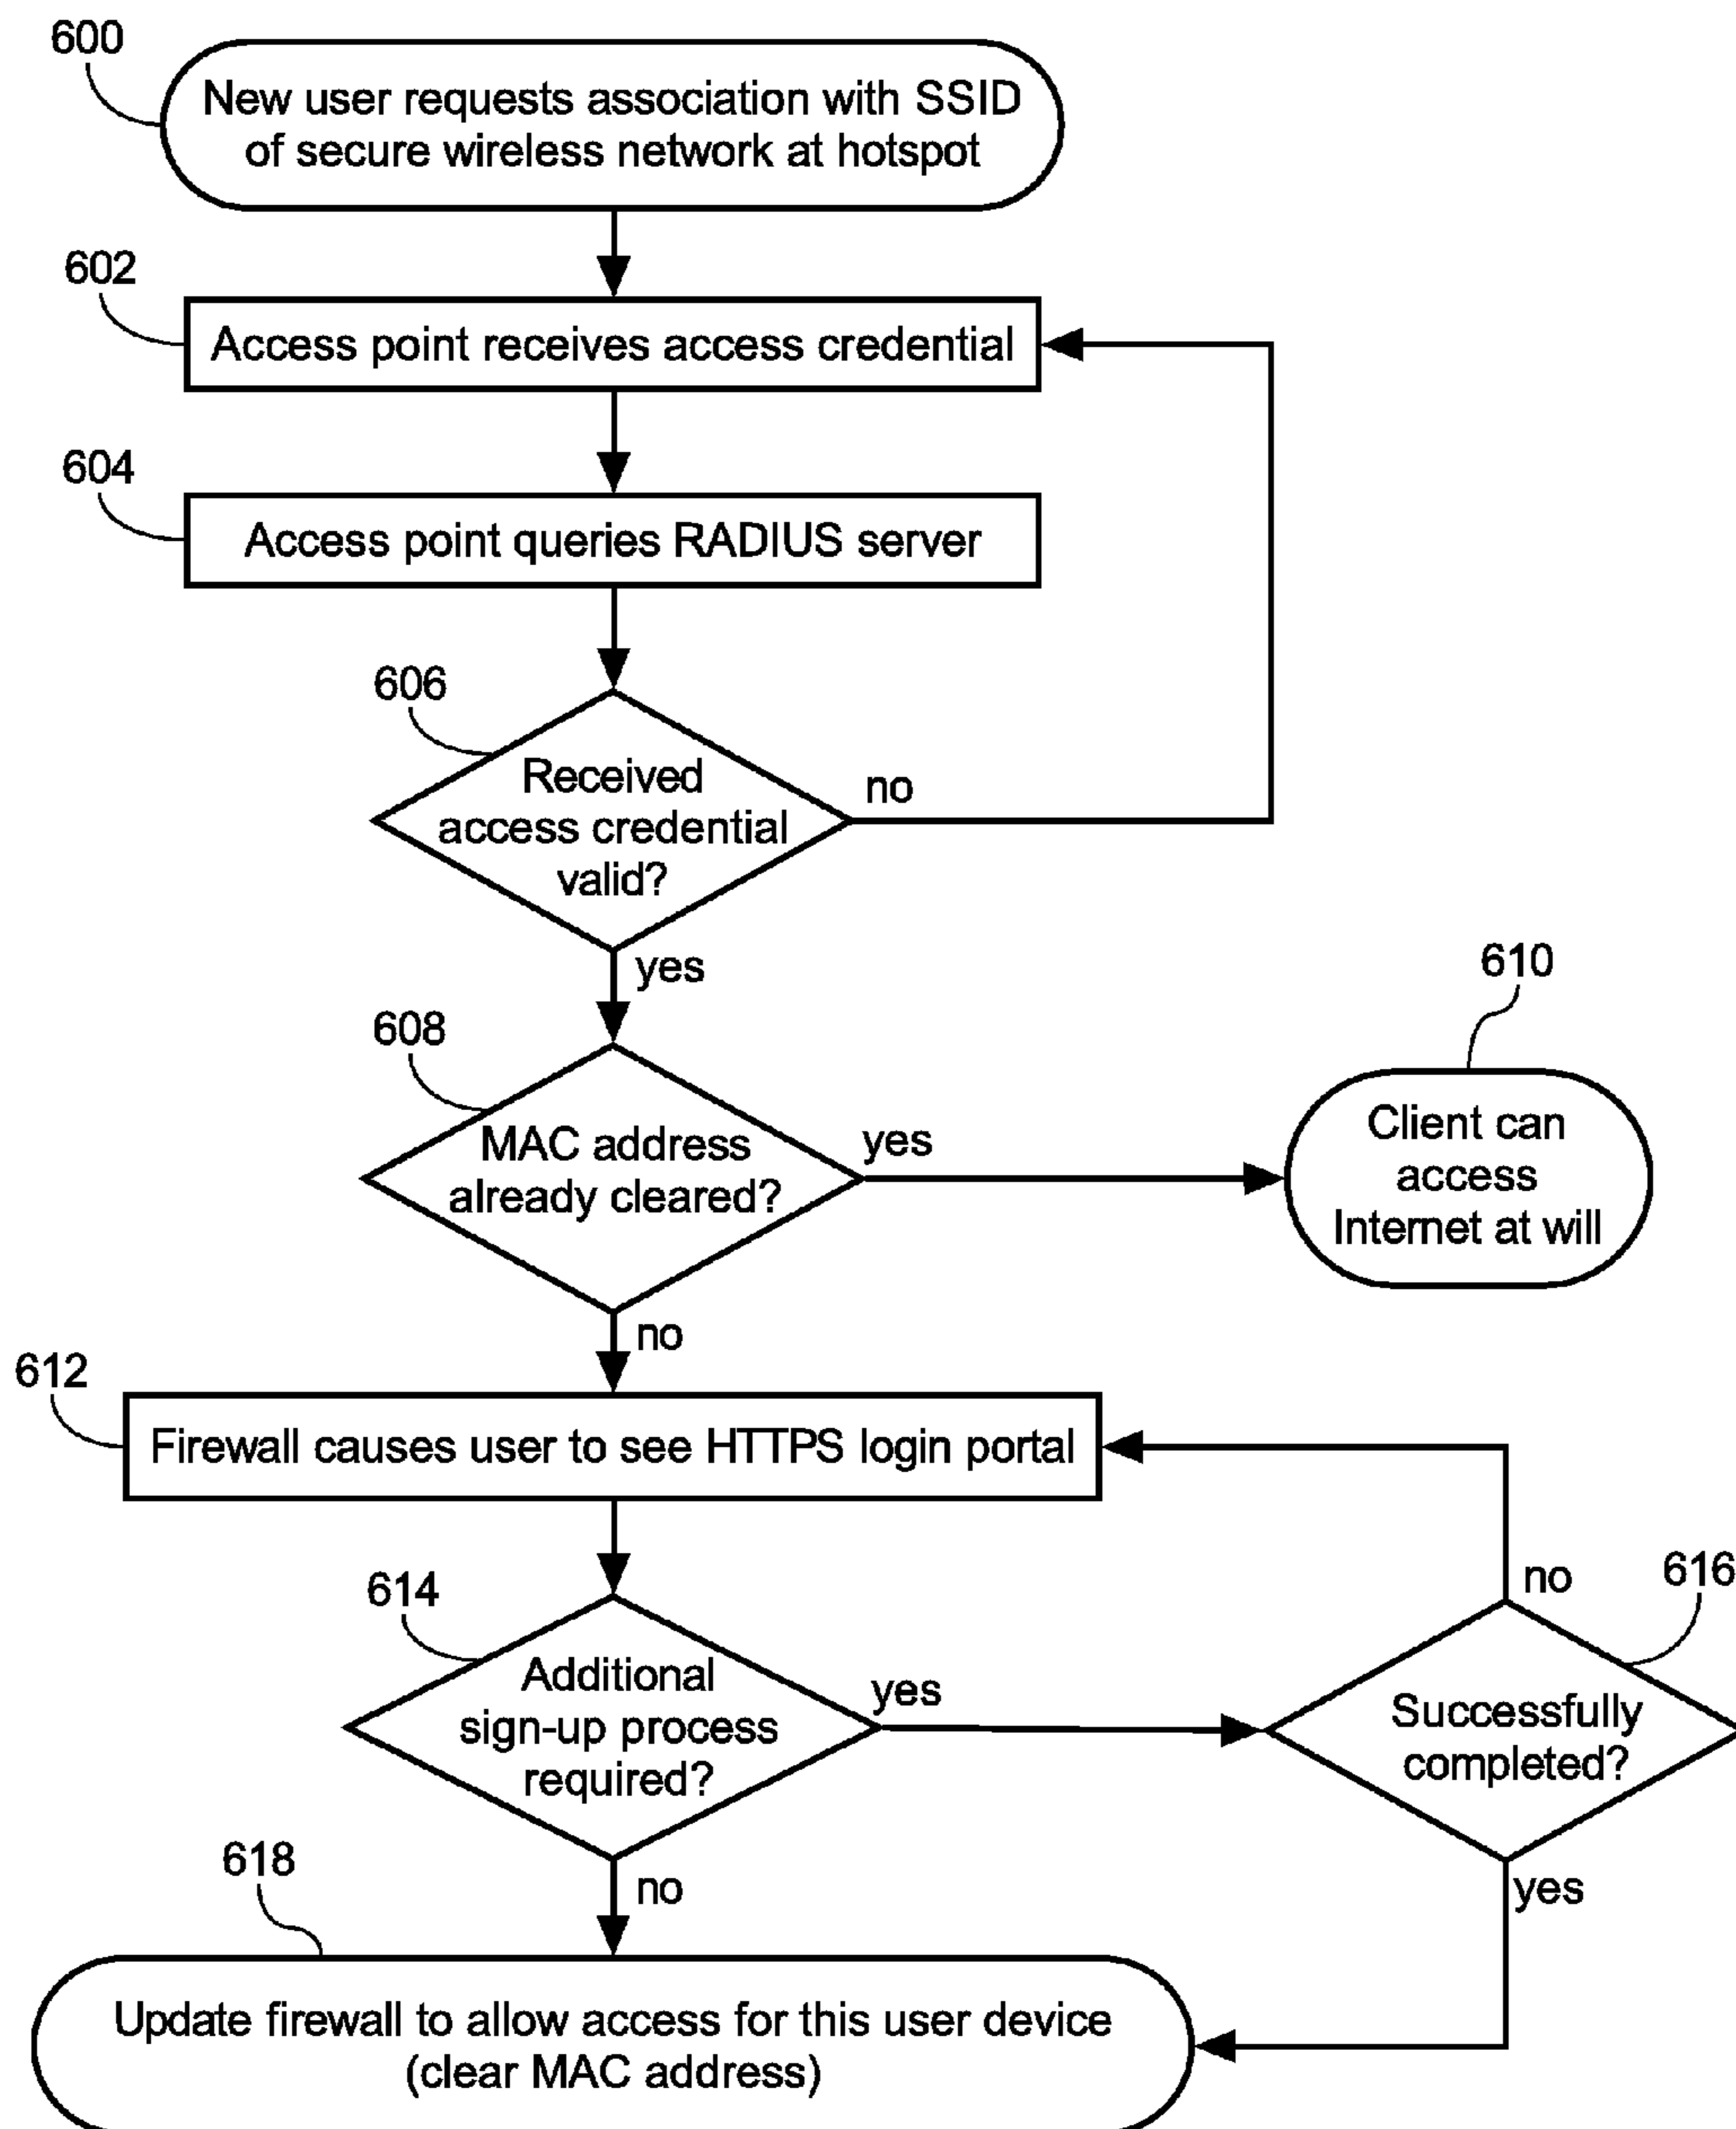 600
New user requests association with SSID
of secure wireless network at hotspot
602
Access point receives access credential
604
Access point queries RADIUS server
606
Received
access credential
valid?
no
yes
608
MAC address
already cleared?
yes
610
Client can
access
Internet at will
no
612
Firewall causes user to see HTTPS login portal
614
Additional
sign-up process
required?
yes
616
Successfully
completed?
no
yes
no
618
Update firewall to allow access for this user device
(clear MAC address)